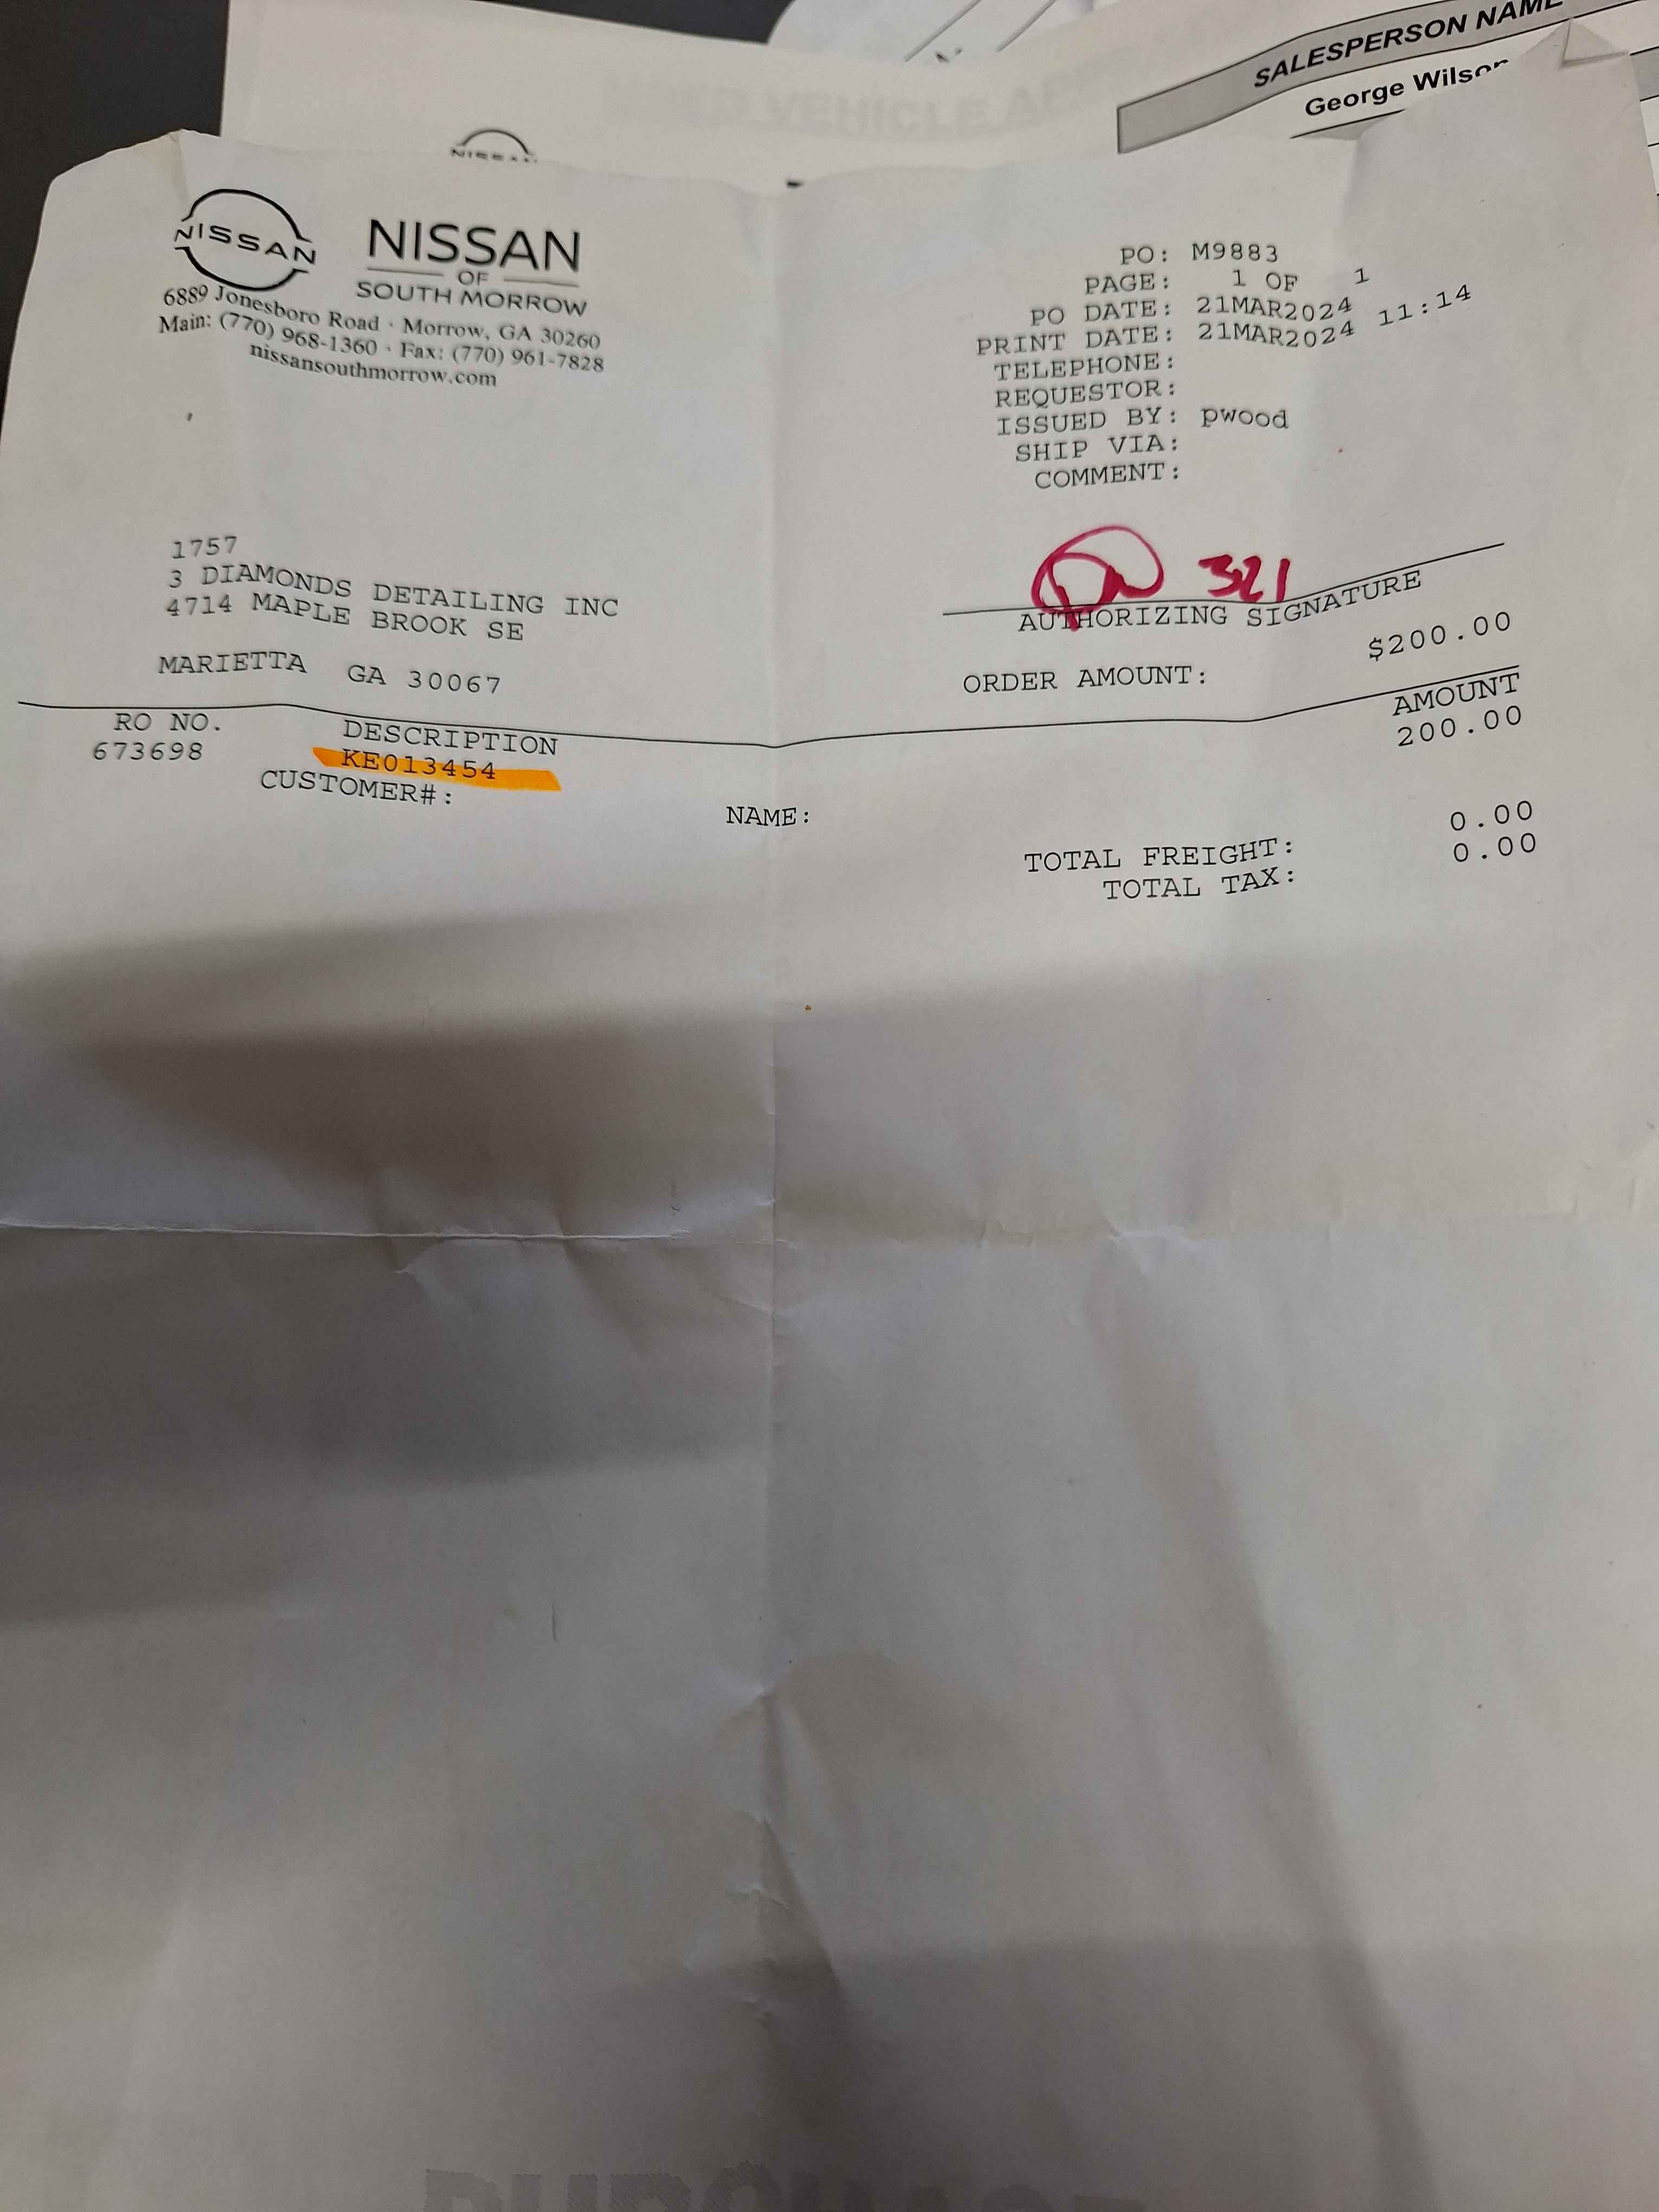 SALESPERSON NAME
George Wilson
VEHICLE
NISSAN
NISSAN
NISSAN
OF
SOUTH MORROW
6889 Jonesboro Road · Morrow, GA 30260
Main: (770) 968-1360 · Fax: (770) 961-7828
nissansouthmorrow.com
PO: M9883
PAGE: 1 OF 1
PO DATE: 21MAR2024
PRINT DATE: 21MAR2024 11:14
TELEPHONE:
REQUESTOR:
ISSUED BY: pwood
SHIP VIA:
COMMENT:
1757
3 DIAMONDS DETAILING INC
4714 MAPLE BROOK SE
MARIETTA GA 30067
321
AUTHORIZING SIGNATURE
ORDER AMOUNT: $200.00
RO NO. DESCRIPTION AMOUNT
673698 KE013454 200.00
CUSTOMER#: NAME:
TOTAL FREIGHT: 0.00
TOTAL TAX: 0.00